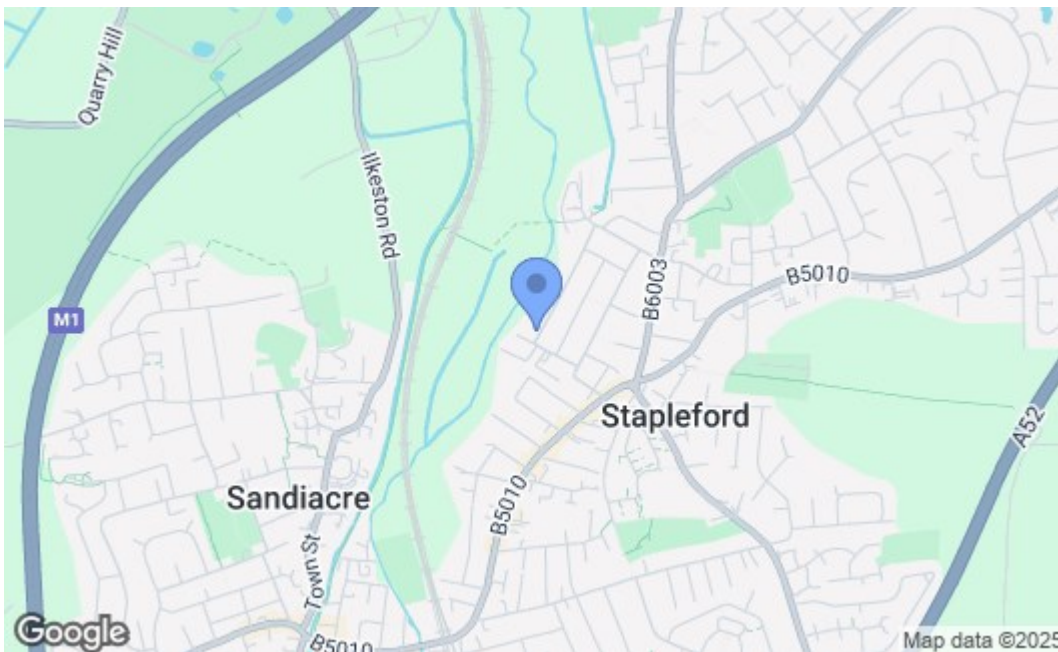 Quarry Hill
Ilkeston Rd
M1
B6003
B5010
Stapleford
A52
Sandiacre
B5010
Town St
B5010
Google
Map data ©2025